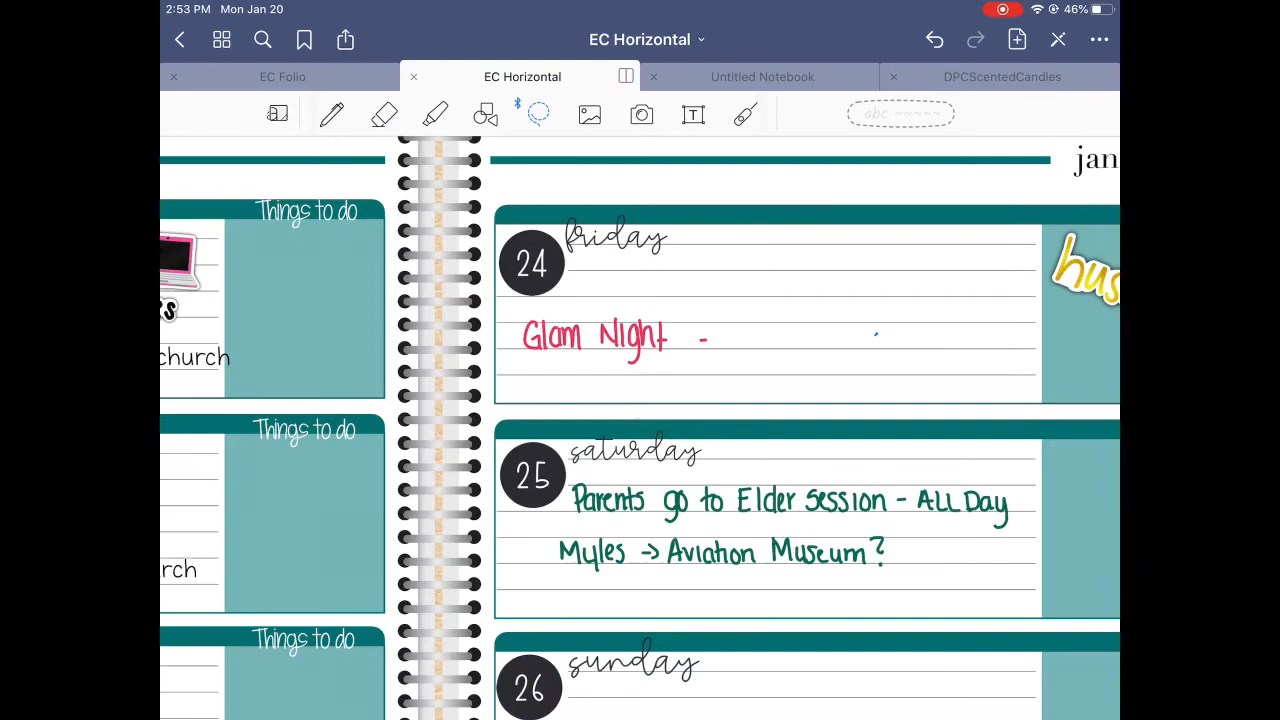 2:53 PM Mon Jan 20
46%
EC Horizontal
EC Folio
EC Horizontal
Untitled Notebook
DPCScentedCandles
T
abc
jan
Things to do
friday
24
hus
church
Glam Night -
Things to do
saturday
25
Parents go to Elder Session - ALL Day
Myles → Aviation Museum?
rch
Things to do
sunday
26